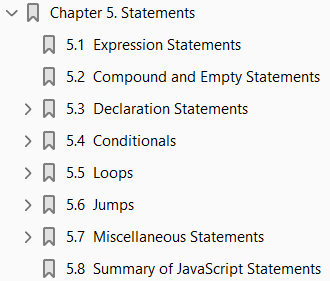 Chapter 5. Statements
5.1 Expression Statements
5.2 Compound and Empty Statements
5.3 Declaration Statements
5.4 Conditionals
5.5 Loops
5.6 Jumps
5.7 Miscellaneous Statements
5.8 Summary of JavaScript Statements